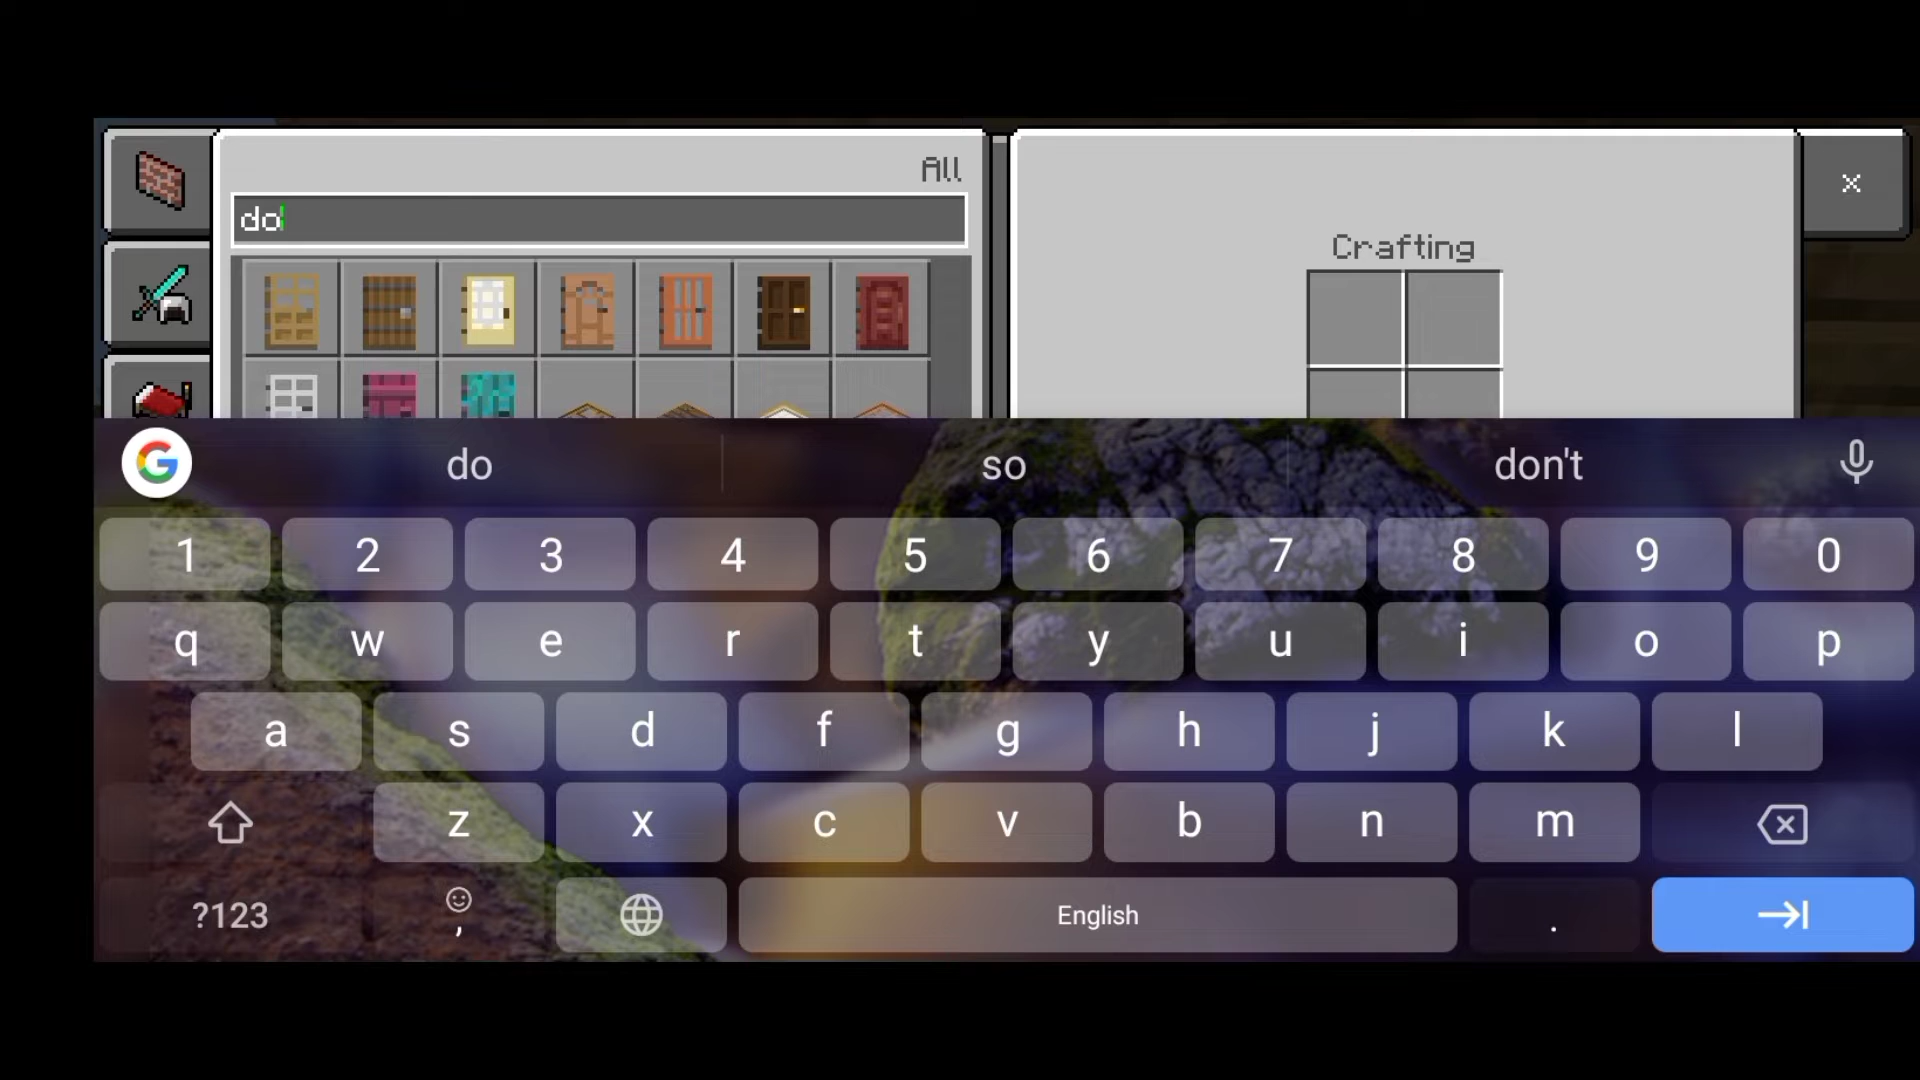 All
do
Crafting
x
G do so don't
1 2 3 4 5 6 7 8 9 0
q w e r t y u i o p
a s d f g h j k l
z x c v b n m
?123 , English .